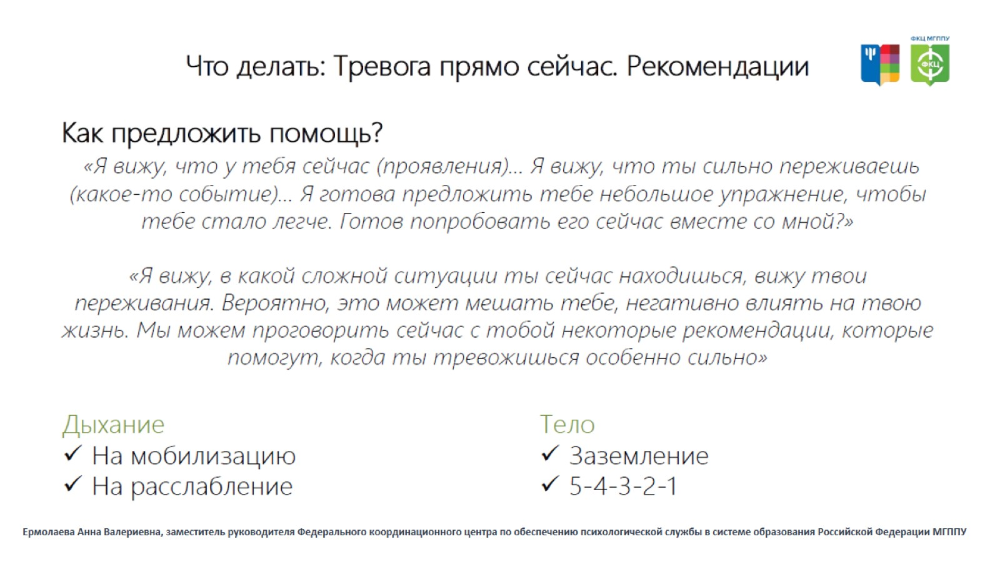 ФКЦ МГППУ
Что делать: Тревога прямо сейчас. Рекомендации
Ψ
ФКЦ
Как предложить помощь?
«Я вижу, что у тебя сейчас (проявления)... Я вижу, что ты сильно переживаешь
(какое-то событие)... Я готова предложить тебе небольшое упражнение, чтобы
тебе стало легче. Готов попробовать его сейчас вместе со мной?»
«Я вижу, в какой сложной ситуации ты сейчас находишься, вижу твои
переживания. Вероятно, это может мешать тебе, негативно влиять на твою
жизнь. Мы можем проговорить сейчас с тобой некоторые рекомендации, которые
помогут, когда ты тревожишься особенно сильно»
Дыхание
✓ На мобилизацию
✓ На расслабление
Тело
✓ Заземление
✓ 5-4-3-2-1
Ермолаева Анна Валериевна, заместитель руководителя Федерального координационного центра по обеспечению психологической службы в системе образования Российской Федерации МГППУ